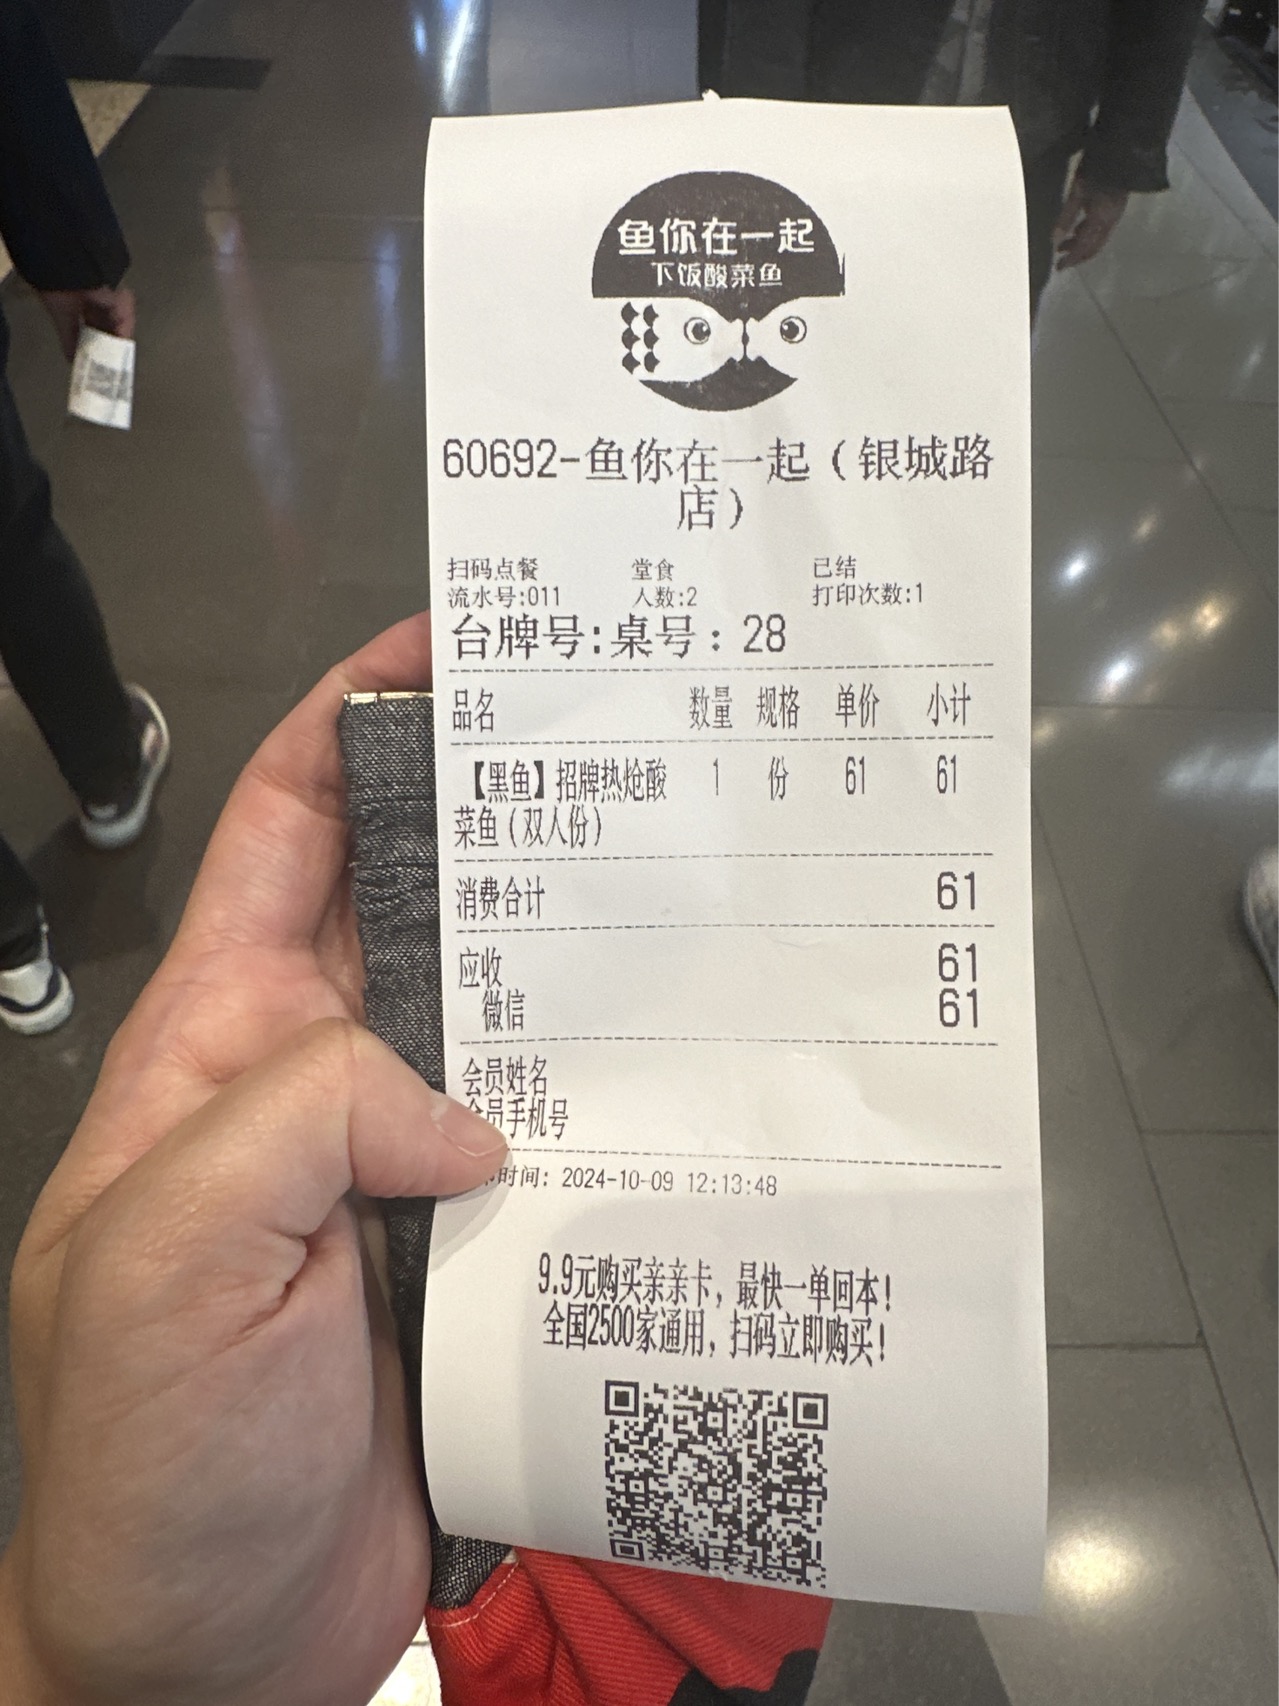 鱼你在一起
下饭酸菜鱼
60692-鱼你在一起（银城路
店）
扫码点餐 堂食 已结
流水号:011 人数:2 打印次数:1
台牌号:桌号：28
品名 数量 规格 单价 小计
【黑鱼】招牌热炝酸 1 份 61 61
菜鱼（双人份）
消费合计 61
应收 61
微信 61
会员姓名
会员手机号
时间: 2024-10-09 12:13:48
9.9元购买亲亲卡，最快一单回本！
全国2500家通用，扫码立即购买！